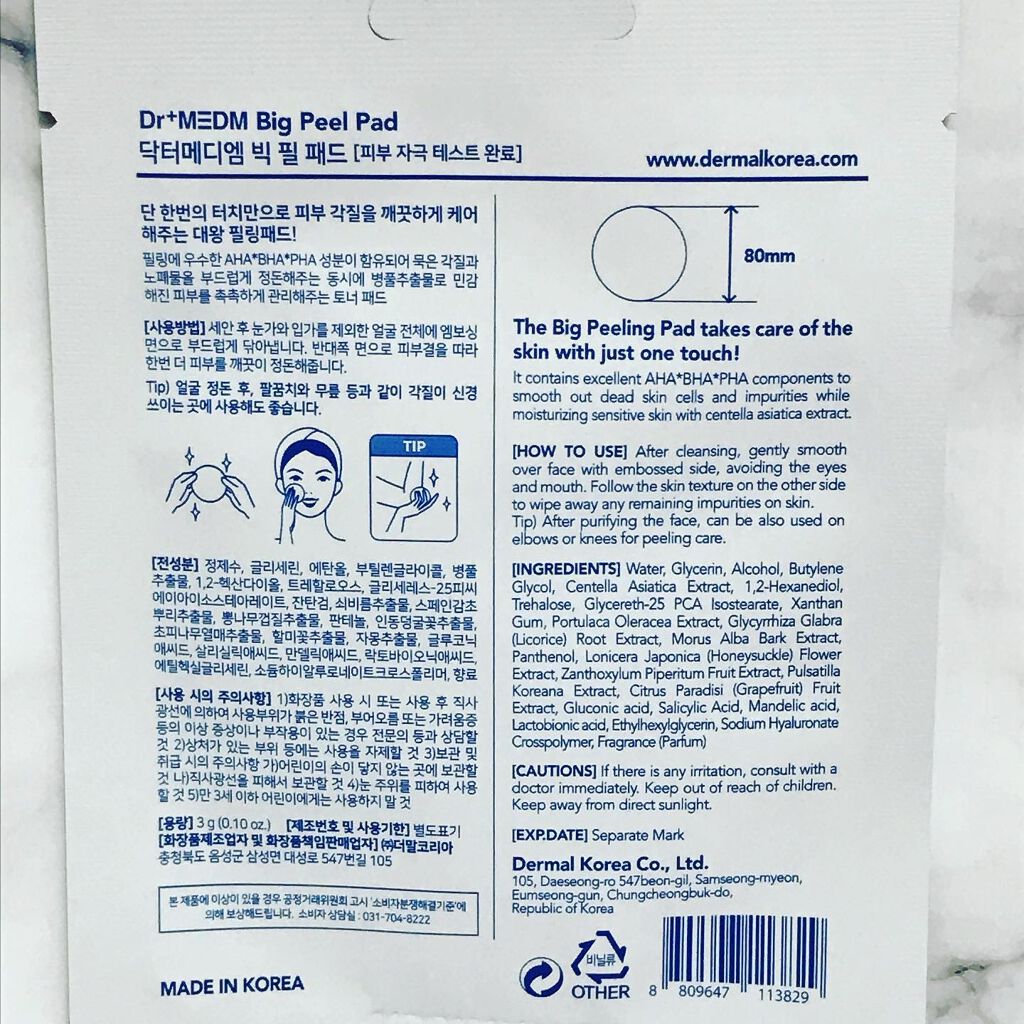 Dr⁺MEDM Big Peel Pad
닥터메디엠 빅 필 패드 [피부 자극 테스트 완료]
www.dermalkorea.com
단 한번의 터치만으로 피부 각질을 깨끗하게 케어
해주는 대왕 필링패드!
필링에 우수한 AHA*BHA*PHA 성분이 함유되어 묵은 각질과
노폐물을 부드럽게 정돈해주는 동시에 병풀추출물로 민감
해진 피부를 촉촉하게 관리해주는 토너 패드
[사용방법] 세안 후 눈가와 입가를 제외한 얼굴 전체에 엠보싱
면으로 부드럽게 닦아냅니다. 반대쪽 면으로 피부결을 따라
한번 더 피부를 깨끗이 정돈해줍니다.
Tip) 얼굴 정돈 후, 팔꿈치와 무릎 등과 같이 각질이 신경
쓰이는 곳에 사용해도 좋습니다.
TIP
[전성분] 정제수, 글리세린, 에탄올, 부틸렌글라이콜, 병풀
추출물, 1,2-헥산다이올, 트레할로오스, 글리세레스-25피씨
에이아이소스테아레이트, 잔탄검, 쇠비름추출물, 스페인감초
뿌리추출물, 뽕나무껍질추출물, 판테놀, 인동덩굴꽃추출물,
초피나무열매추출물, 할미꽃추출물, 자몽추출물, 글루코닉
애씨드, 살리실릭애씨드, 만델릭애씨드, 락토바이오닉애씨드,
에틸헥실글리세린, 소듐하이알루로네이트크로스폴리머, 향료
[사용 시의 주의사항] 1)화장품 사용 시 또는 사용 후 직사
광선에 의하여 사용부위가 붉은 반점, 부어오름 또는 가려움증
등의 이상 증상이나 부작용이 있는 경우 전문의 등과 상담할
것 2)상처가 있는 부위 등에는 사용을 자제할 것 3)보관 및
취급 시의 주의사항 가)어린이의 손이 닿지 않는 곳에 보관할
것 나)직사광선을 피해서 보관할 것 4)눈 주위를 피하여 사용
할 것 5)만 3세 이하 어린이에게는 사용하지 말 것
[용량] 3 g (0.10 oz.) [제조번호 및 사용기한] 별도표기
[화장품제조업자 및 화장품책임판매업자] ㈜더말코리아
충청북도 음성군 삼성면 대성로 547번길 105
본 제품에 이상이 있을 경우 공정거래위원회 고시 '소비자분쟁해결기준'에
의해 보상해드립니다. 소비자 상담실 : 031-704-8222
MADE IN KOREA
80mm
The Big Peeling Pad takes care of the
skin with just one touch!
It contains excellent AHA*BHA*PHA components to
smooth out dead skin cells and impurities while
moisturizing sensitive skin with centella asiatica extract.
[HOW TO USE] After cleansing, gently smooth
over face with embossed side, avoiding the eyes
and mouth. Follow the skin texture on the other side
to wipe away any remaining impurities on skin.
Tip) After purifying the face, can be also used on
elbows or knees for peeling care.
[INGREDIENTS] Water, Glycerin, Alcohol, Butylene
Glycol, Centella Asiatica Extract, 1,2-Hexanediol,
Trehalose, Glycereth-25 PCA Isostearate, Xanthan
Gum, Portulaca Oleracea Extract, Glycyrrhiza Glabra
(Licorice) Root Extract, Morus Alba Bark Extract,
Panthenol, Lonicera Japonica (Honeysuckle) Flower
Extract, Zanthoxylum Piperitum Fruit Extract, Pulsatilla
Koreana Extract, Citrus Paradisi (Grapefruit) Fruit
Extract, Gluconic acid, Salicylic Acid, Mandelic acid,
Lactobionic acid, Ethylhexylglycerin, Sodium Hyaluronate
Crosspolymer, Fragrance (Parfum)
[CAUTIONS] If there is any irritation, consult with a
doctor immediately. Keep out of reach of children.
Keep away from direct sunlight.
[EXP.DATE] Separate Mark
Dermal Korea Co., Ltd.
105, Daeseong-ro 547beon-gil, Samseong-myeon,
Eumseong-gun, Chungcheongbuk-do,
Republic of Korea
비닐류
OTHER
8 809647 113829